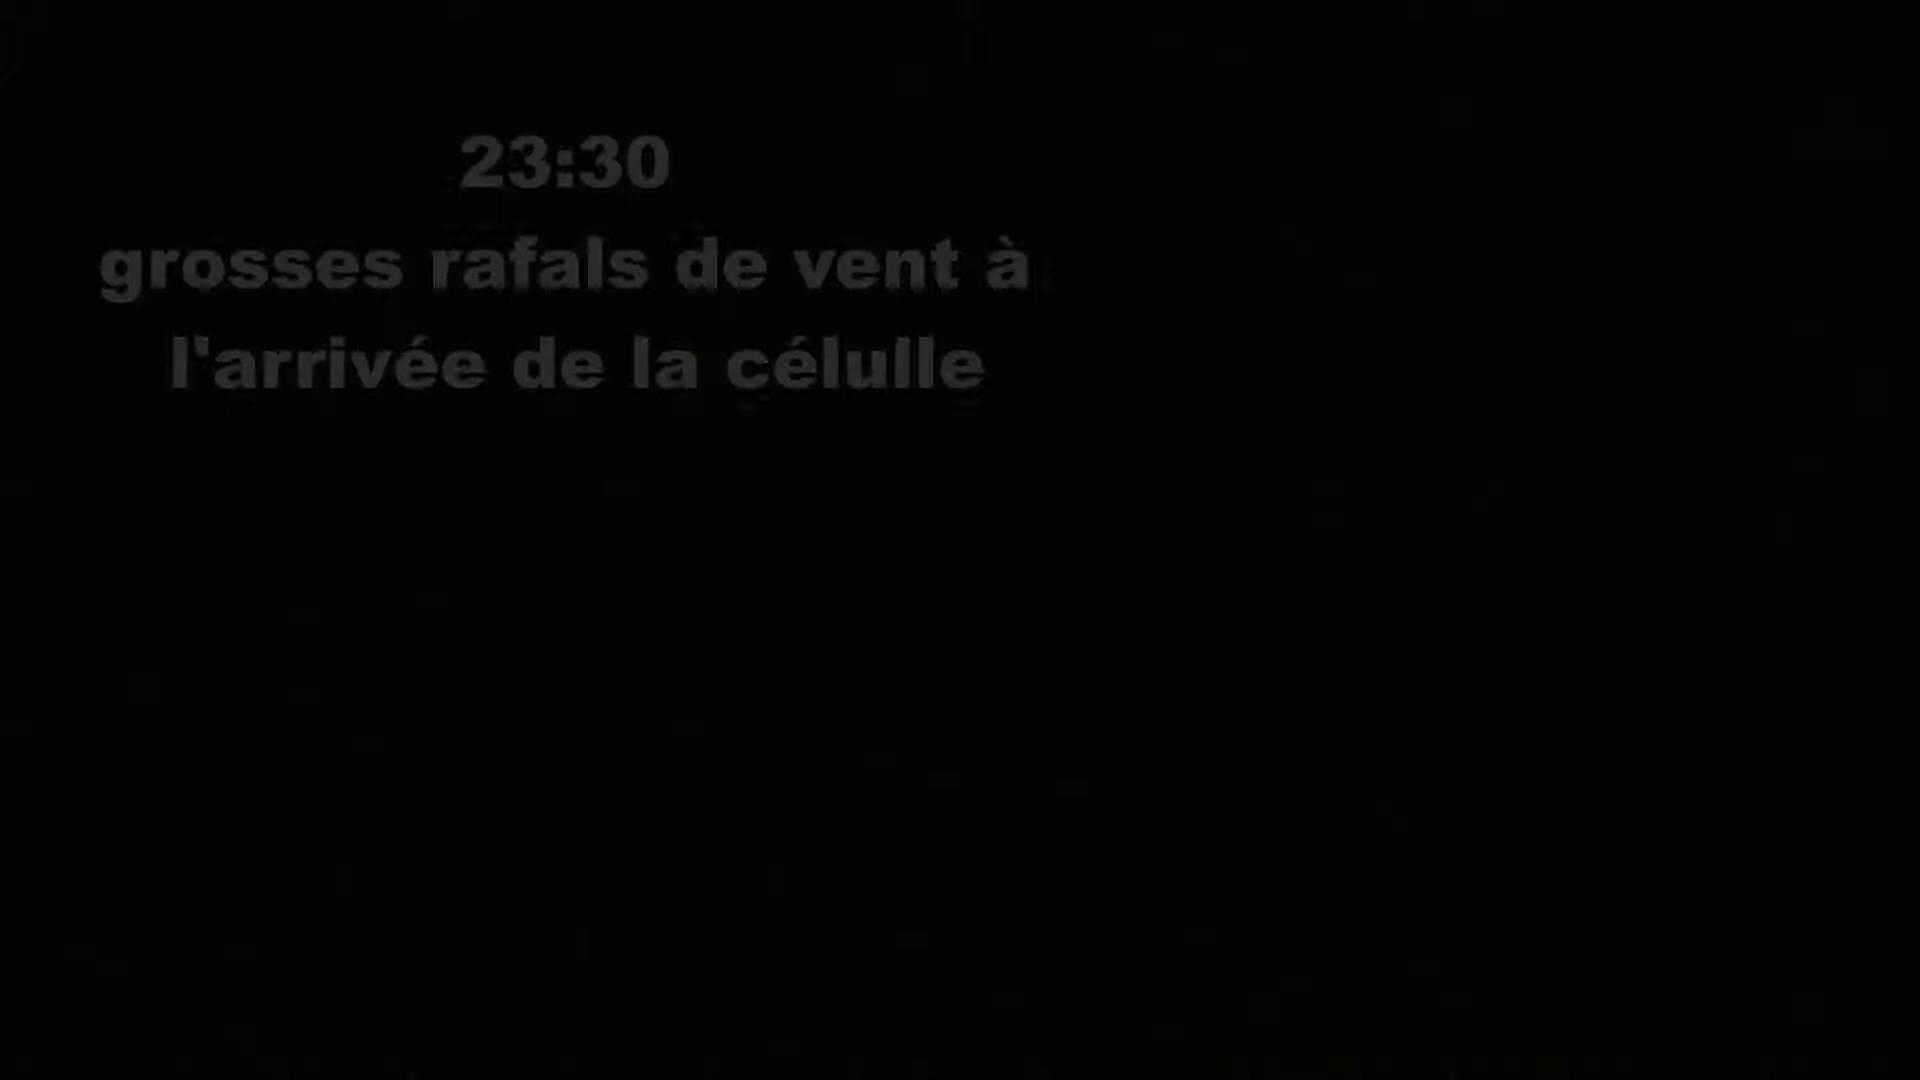 23:30
grosses rafals de vent à
l'arrivée de la célulle